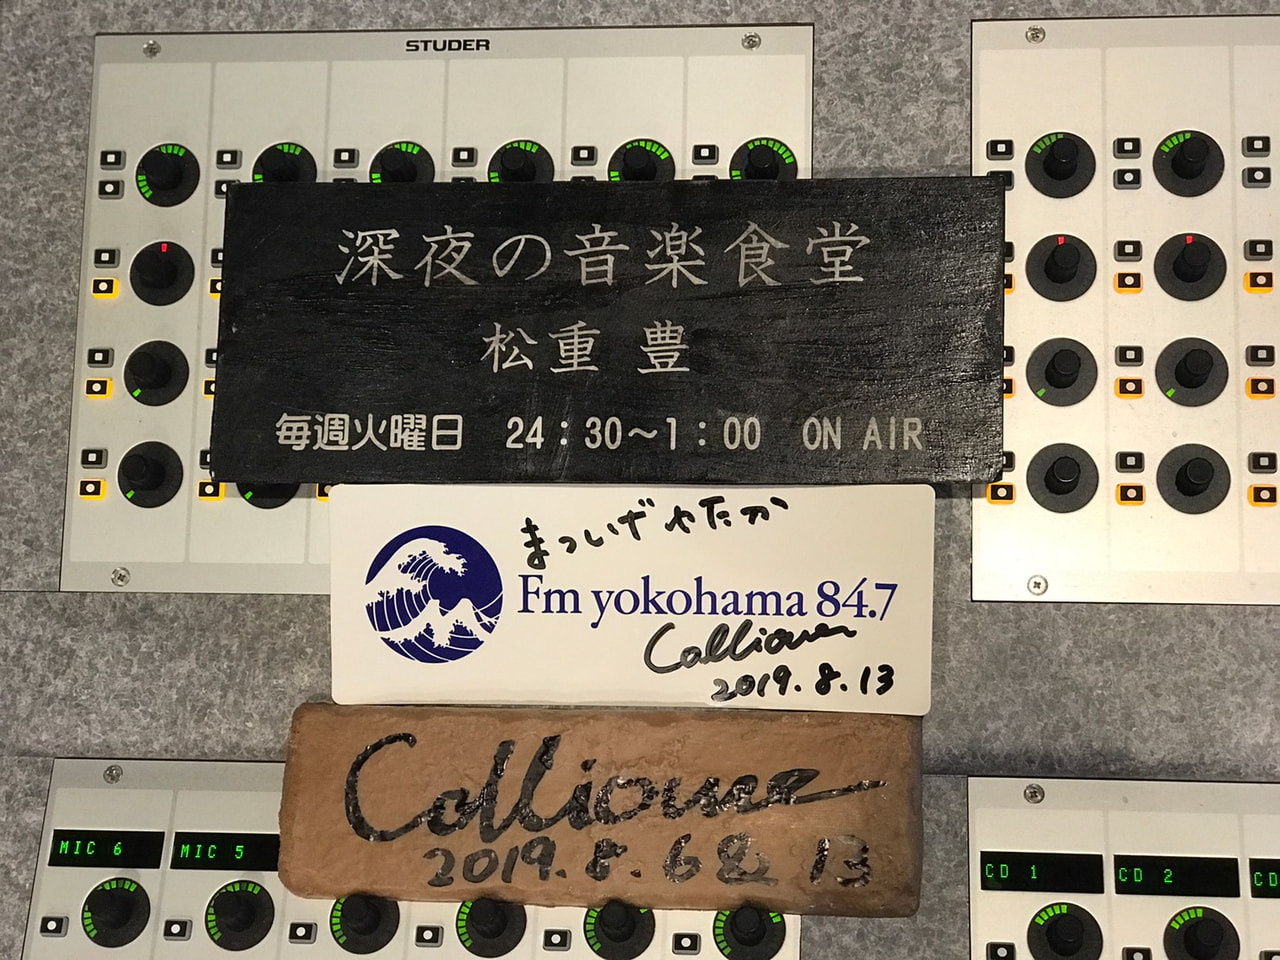 STUDER
深夜の音楽食堂
松重 豊
毎週火曜日 24:30~1:00 ON AIR
まついげやたか
Fm yokohama 84.7
Calliope
2019.8.13
Calliope
2019.8.6& 13
MIC 6
MIC 5
CD 1
CD 2
CD